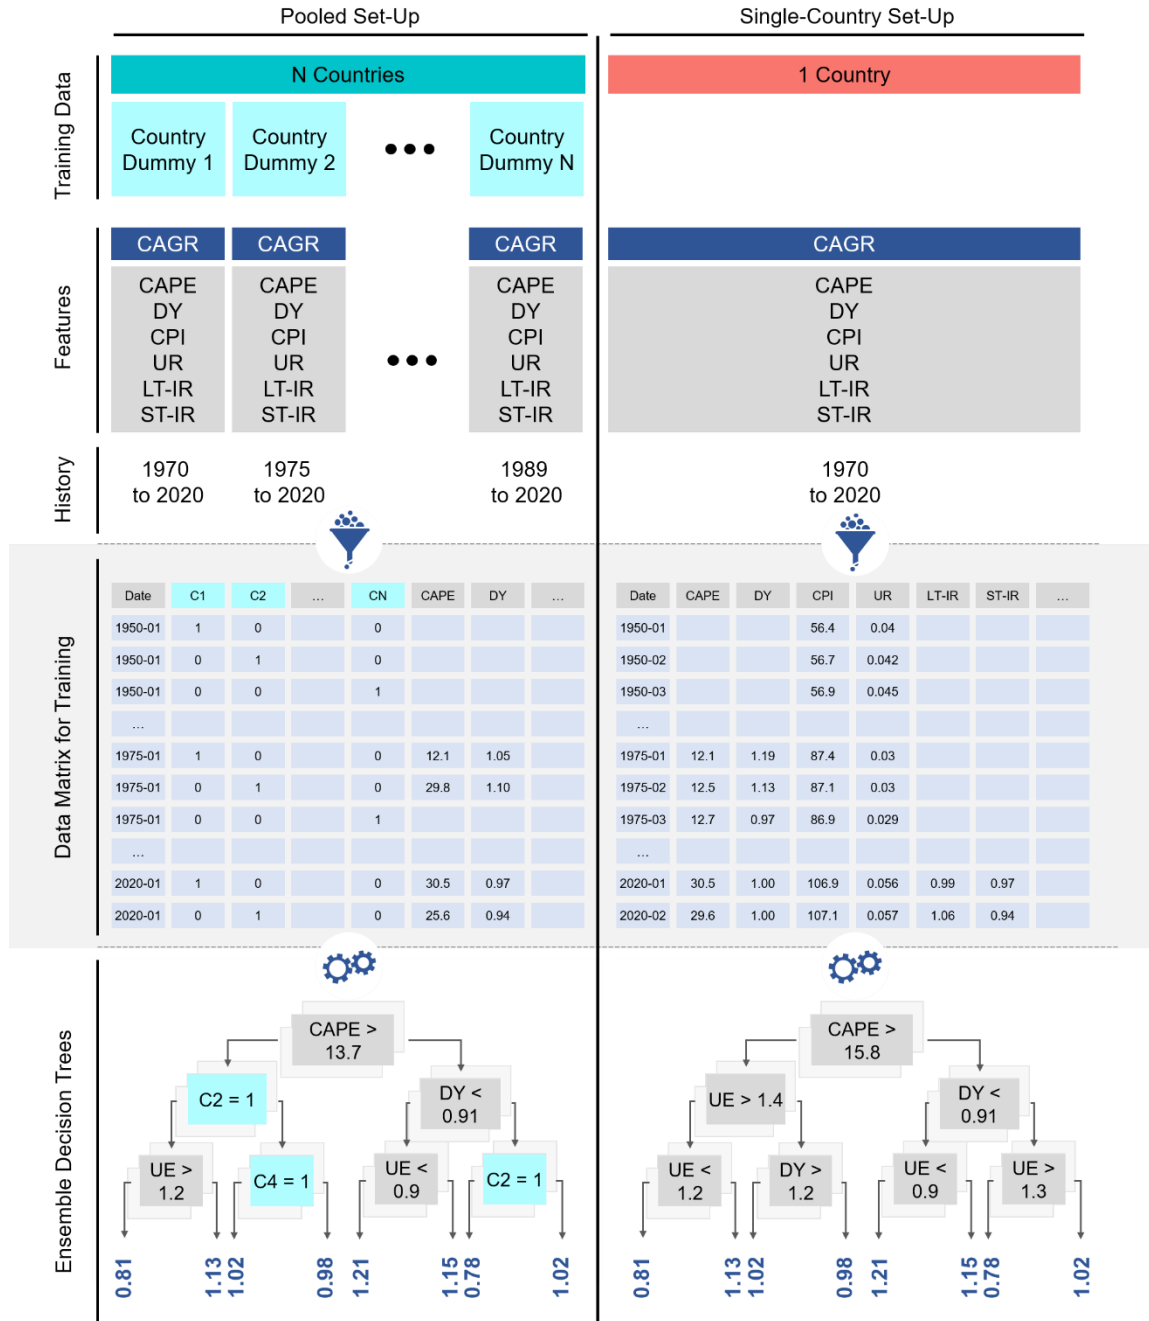 Pooled Set-Up
Single-Country Set-Up
Training Data
N Countries
1 Country
Country
Dummy 1
Country
Dummy 2
•••
Country
Dummy N
Features
CAGR
CAGR
CAGR
CAGR
CAPE
DY
CPI
UR
LT-IR
ST-IR
CAPE
DY
CPI
UR
LT-IR
ST-IR
•••
CAPE
DY
CPI
UR
LT-IR
ST-IR
CAPE
DY
CPI
UR
LT-IR
ST-IR
History
1970
to 2020
1975
to 2020
1989
to 2020
1970
to 2020
Data Matrix for Training
Date C1 C2 ... CN CAPE DY ...
1950-01 1 0 0
1950-01 0 1 0
1950-01 0 0 1
...
1975-01 1 0 0 12.1 1.05
1975-01 0 1 0 29.8 1.10
1975-01 0 0 1
...
2020-01 1 0 0 30.5 0.97
2020-01 0 1 0 25.6 0.94
Date CAPE DY CPI UR LT-IR ST-IR ...
1950-01 56.4 0.04
1950-02 56.7 0.042
1950-03 56.9 0.045
...
1975-01 12.1 1.19 87.4 0.03
1975-02 12.5 1.13 87.1 0.03
1975-03 12.7 0.97 86.9 0.029
...
2020-01 30.5 1.00 106.9 0.056 0.99 0.97
2020-02 29.6 1.00 107.1 0.057 1.06 0.94
Ensemble Decision Trees
CAPE >
13.7
C2 = 1
DY <
0.91
UE >
1.2
C4 = 1
UE <
0.9
C2 = 1
0.81
1.13
1.02
0.98
1.21
1.15
0.78
1.02
CAPE >
15.8
UE > 1.4
DY <
0.91
UE <
1.2
DY >
1.2
UE <
0.9
UE >
1.3
0.81
1.13
1.02
0.98
1.21
1.15
0.78
1.02